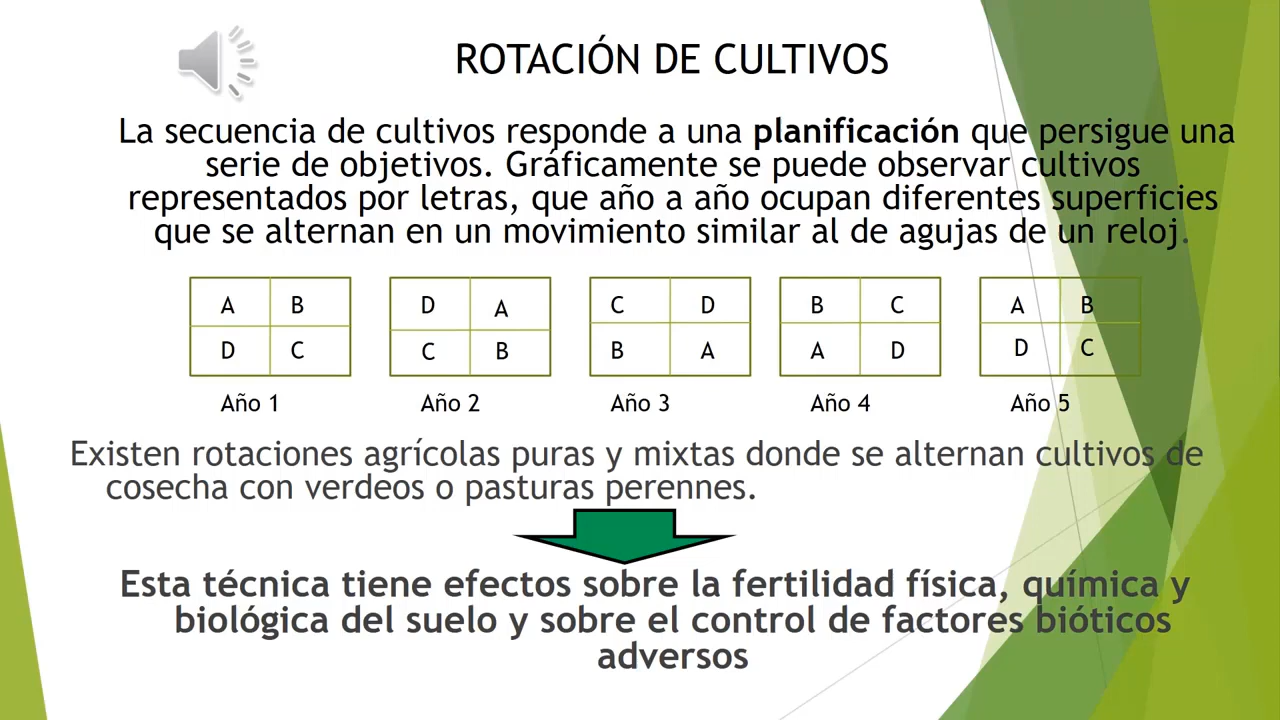 ROTACIÓN DE CULTIVOS
La secuencia de cultivos responde a una planificación que persigue una
serie de objetivos. Gráficamente se puede observar cultivos
representados por letras, que año a año ocupan diferentes superficies
que se alternan en un movimiento similar al de agujas de un reloj.
A B
D C
Año 1
D A
C B
Año 2
C D
B A
Año 3
B C
A D
Año 4
A B
D C
Año 5
Existen rotaciones agrícolas puras y mixtas donde se alternan cultivos de
cosecha con verdeos o pasturas perennes.
Esta técnica tiene efectos sobre la fertilidad física, química y
biológica del suelo y sobre el control de factores bióticos
adversos